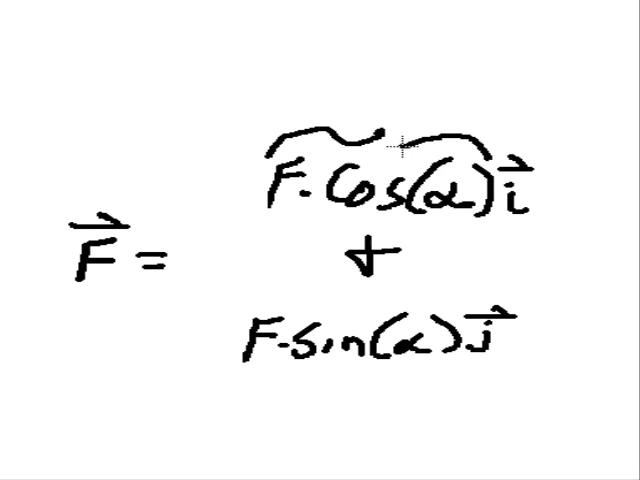 F·cos(α)i⃗
F⃗ = +
F·sin(α)j⃗